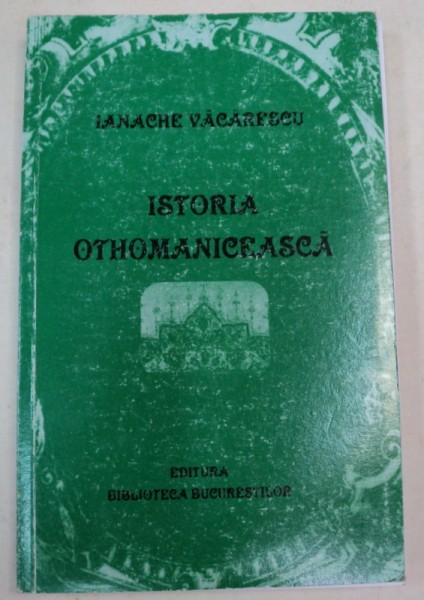 IANACHE VĂCĂRESCU
ISTORIA
OTHOMANICEASCĂ
EDITURA
BIBLIOTECA BUCUREȘTILOR